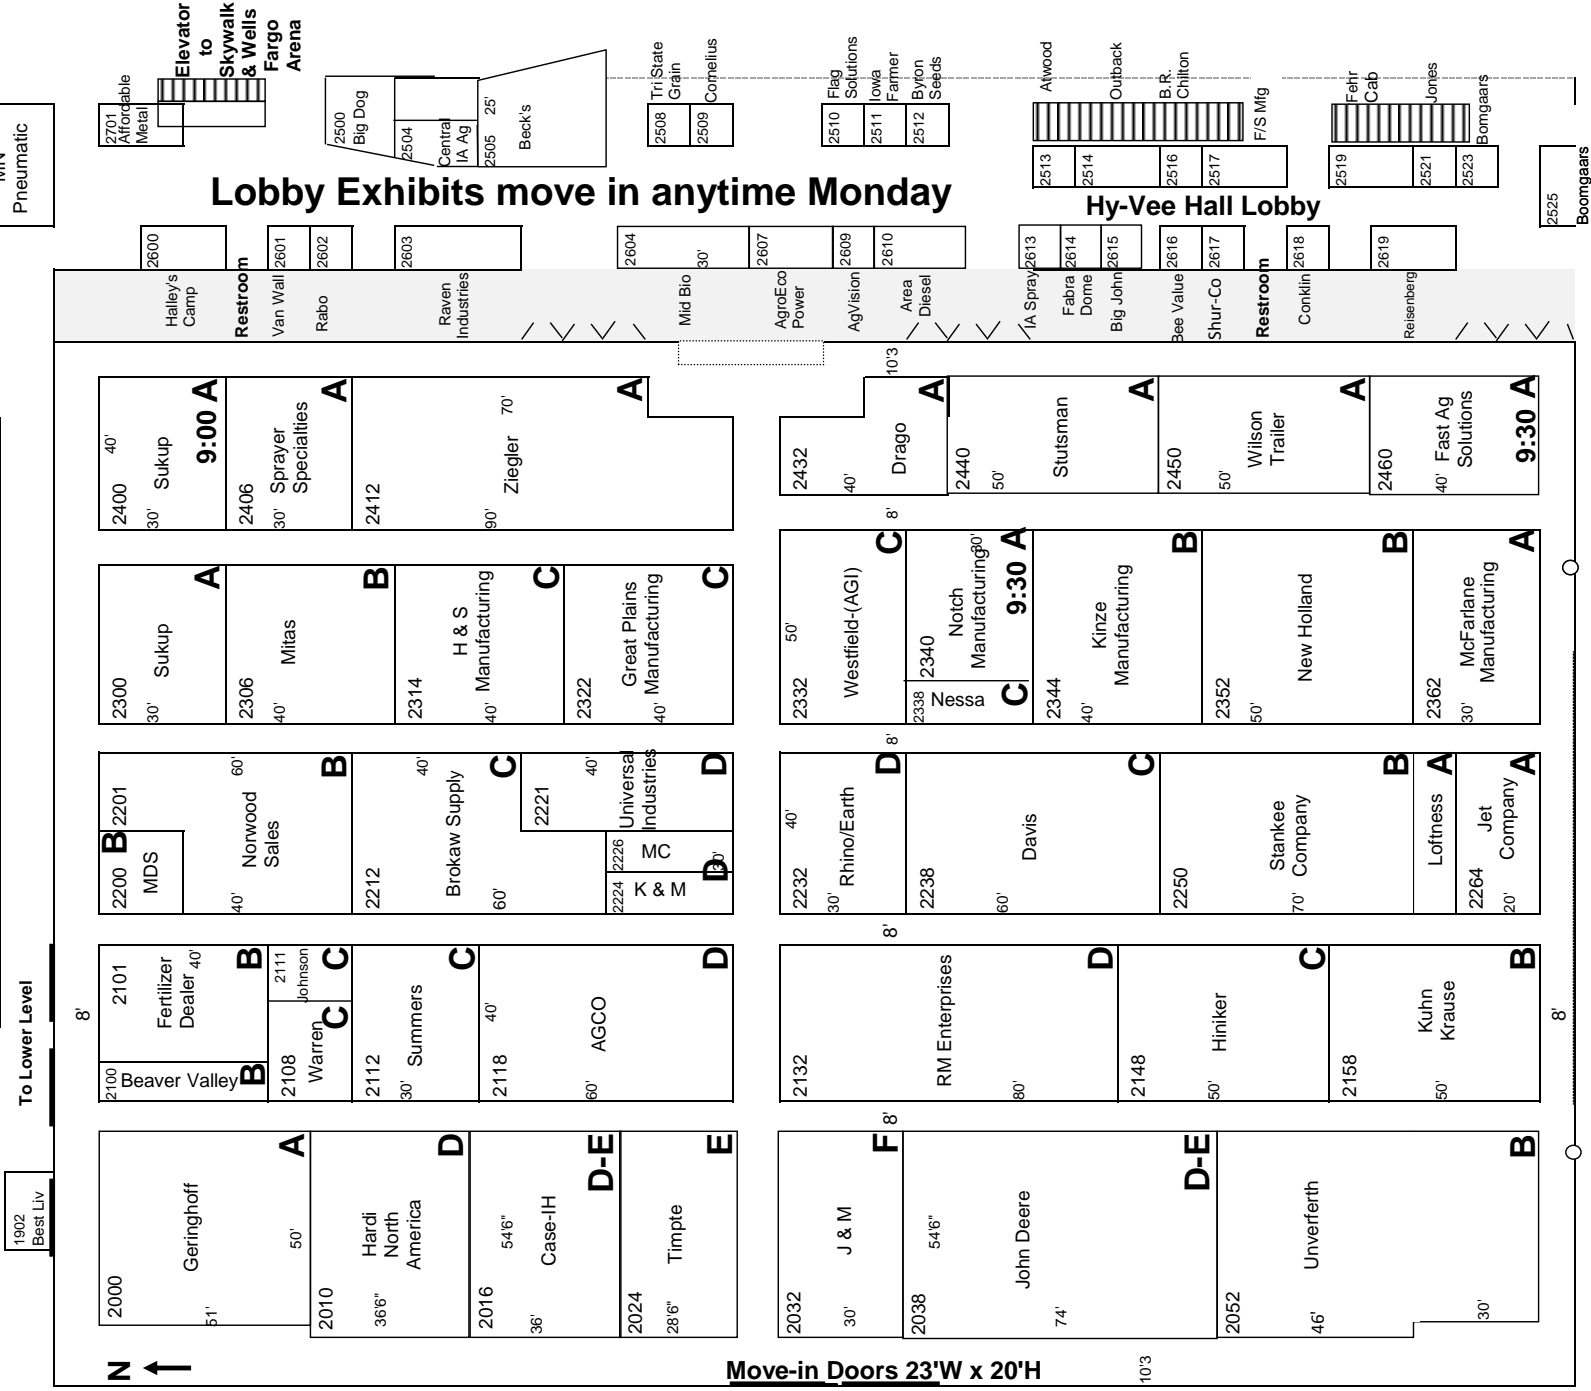 Elevator
to
Skywalk
& Wells
Fargo
Arena
Pneumatic
2701
Affordable
Metal
2500
Big Dog
2504
Central
IA Ag
2505
25'
Beck's
Tri State
Grain
Cornelius
2508
2509
Flag
Solutions
Iowa
Farmer
Byron
Seeds
2510
2511
2512
Atwood
Outback
B.R.
Chilton
F/S Mfg
2513
2514
2516
2517
Fehr
Cab
Jones
Bomgaars
2519
2521
2523
2525
Boomgaars
Lobby Exhibits move in anytime Monday
Hy-Vee Hall Lobby
2600
2601
2602
2603
2604
30'
2607
2609
2610
2613
2614
2615
2616
2617
2618
2619
Halley's
Camp
Restroom
Van Wall
Rabo
Raven
Industries
Mid Bio
AgroEco
Power
AgVision
Area
Diesel
IA Spray
Fabra
Dome
Big John
Bee Value
Shur-Co
Restroom
Conklin
Reisenberg
10'3
2400
30'
Sukup
40'
9:00 A
2406
30'
Sprayer
Specialties
A
2412
90'
Ziegler
70'
A
2432
40'
Drago
A
2440
50'
Stutsman
A
2450
50'
Wilson
Trailer
A
2460
40'
Fast Ag
Solutions
9:30 A
8'
2300
30'
Sukup
A
2306
40'
Mitas
B
2314
40'
H & S
Manufacturing
C
2322
40'
Great Plains
Manufacturing
C
2332
50'
Westfield-(AGI)
C
2338
Nessa
C
2340
Notch
Manufacturing
30'
9:30 A
2344
40'
Kinze
Manufacturing
B
2352
50'
New Holland
B
2362
30'
McFarlane
Manufacturing
A
8'
2200
MDS
B
2201
40'
Norwood
Sales
60'
B
2212
60'
Brokaw Supply
40'
C
2221
40'
Universal
Industries
D
2226
MC
30'
2224
K & M
D
2232
30'
Rhino/Earth
40'
D
2238
60'
Davis
C
2250
70'
Stankee
Company
B
Loftness
A
2264
20'
Jet
Company
A
8'
To Lower Level
8'
2100
Beaver Valley
B
2101
Fertilizer
Dealer
40'
B
2108
Warren
C
2111
Johnson
C
2112
30'
Summers
C
2118
60'
AGCO
40'
D
2132
80'
RM Enterprises
D
2148
50'
Hiniker
C
2158
50'
Kuhn
Krause
B
8'
8'
1902
Best Liv
2000
51'
Geringhoff
50'
A
2010
36'6"
Hardi
North
America
D
2016
36'
Case-IH
54'6"
D-E
2024
28'6"
Timpte
E
2032
30'
J & M
F
2038
74'
John Deere
54'6"
D-E
2052
46'
Unverferth
30'
B
N
Move-in Doors 23'W x 20'H
10'3